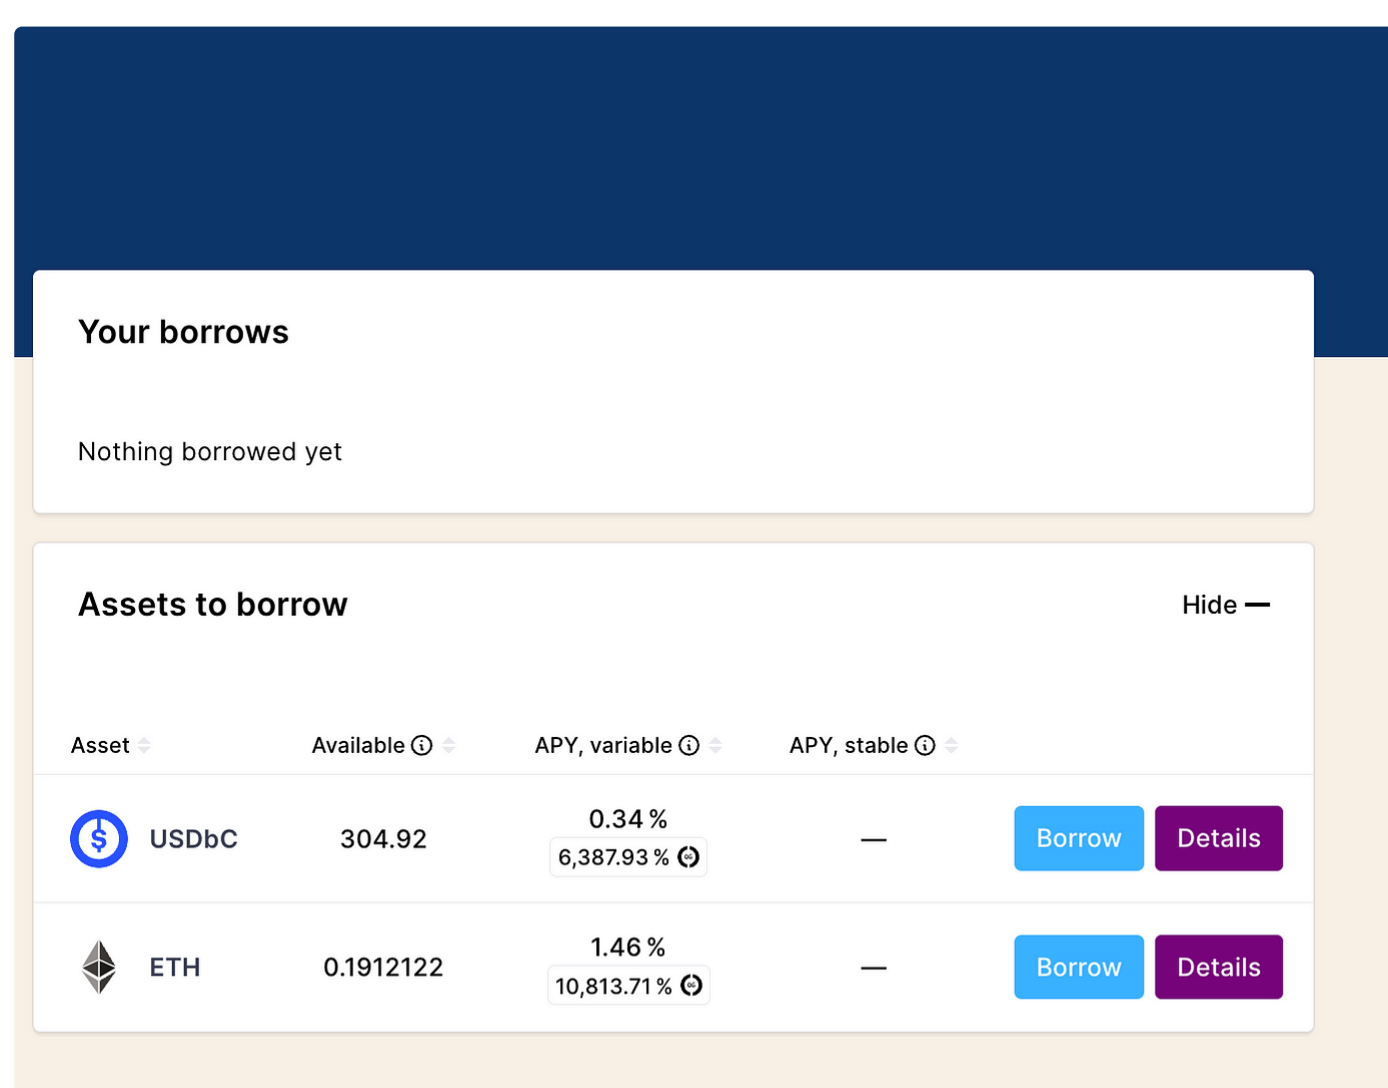 Your borrows
Nothing borrowed yet
Assets to borrow
Hide —
Asset Available APY, variable APY, stable
USDbC 304.92 0.34 % — Borrow Details
6,387.93 %
ETH 0.1912122 1.46 % — Borrow Details
10,813.71 %